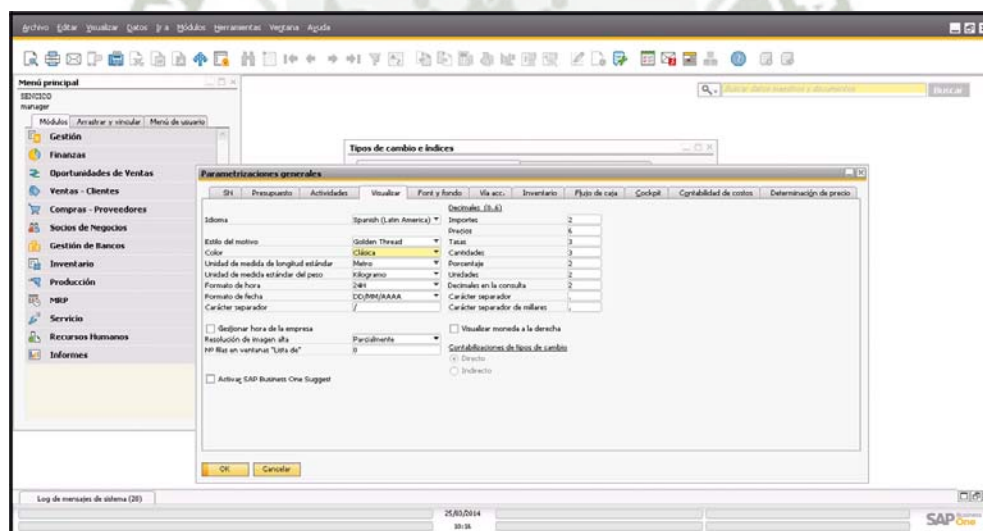 Archivo Editar Visualizar Datos Ir a Módulos Herramientas Ventana Ayuda
Menú principal
SENCICO
manager
Buscar datos maestros y documentos
Buscar
Módulos Arrastrar y vincular Menú de usuario
Gestión
Finanzas
Oportunidades de Ventas
Ventas - Clientes
Compras - Proveedores
Socios de Negocios
Gestión de Bancos
Inventario
Producción
MRP
Servicio
Recursos Humanos
Informes
Tipos de cambio e índices
Parametrizaciones generales
SN Presupuesto Actividades Visualizar Font y fondo Vía acc. Inventario Flujo de caja Cockpit Contabilidad de costos Determinación de precio
Decimales (0..6)
Idioma Spanish (Latin America) Importes 2
Precios 6
Estilo del motivo Golden Thread Tasas 3
Color Clásica Cantidades 3
Unidad de medida de longitud estándar Metro Porcentaje 2
Unidad de medida estándar del peso Kilogramo Unidades 2
Formato de hora 24H Decimales en la consulta 2
Formato de fecha DD/MM/AAAA Carácter separador
Carácter separador / Carácter separador de millares
Gestionar hora de la empresa Visualizar moneda a la derecha
Resolución de imagen alta Parcialmente Contabilizaciones de tipos de cambio
Nº filas en ventanas "Lista de" 0 Directo
Indirecto
Activar SAP Business One Suggest
OK Cancelar
Log de mensajes de sistema (20)
25/03/2014
10:16
SAP Business One